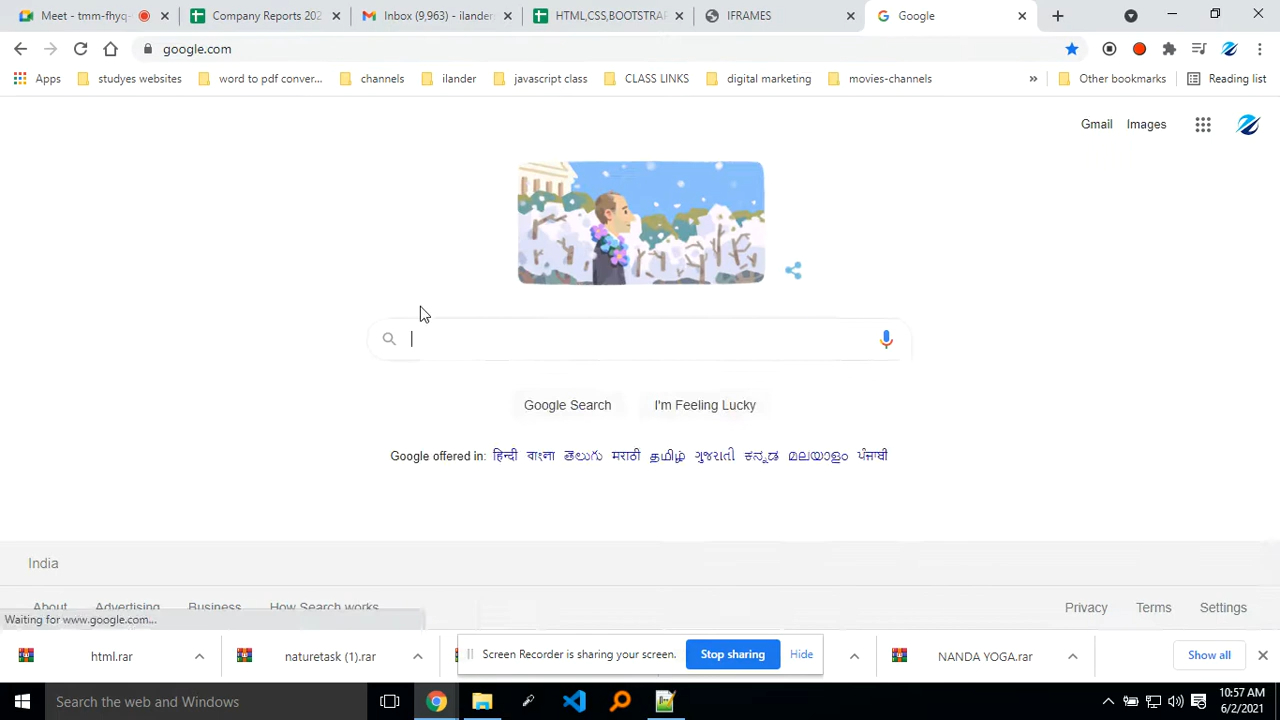 Meet - tmm-fhyq- Company Reports 202 Inbox (9,963) - ilander HTML,CSS,BOOTSTRAP IFRAMES Google
google.com
Apps studyes websites word to pdf conver... channels ilander javascript class CLASS LINKS digital marketing movies-channels » Other bookmarks Reading list
Gmail Images
Google Search I'm Feeling Lucky
Google offered in: हिन्दी বাংলা తెలుగు मराठी தமிழ் ગુજરાતી ಕನ್ನಡ മലയാളം ਪੰਜਾਬੀ
India
About Advertising Business How Search works Privacy Terms Settings
Waiting for www.google.com...
html.rar naturetask (1).rar Screen Recorder is sharing your screen. Stop sharing Hide NANDA YOGA.rar Show all
Search the web and Windows 10:57 AM
6/2/2021